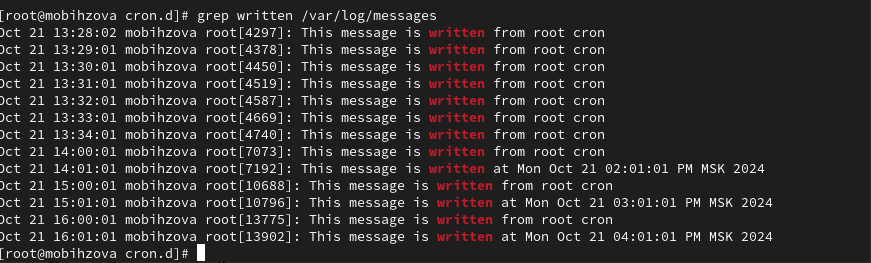 [root@mobihzova cron.d]# grep written /var/log/messages
Oct 21 13:28:02 mobihzova root[4297]: This message is written from root cron
Oct 21 13:29:01 mobihzova root[4378]: This message is written from root cron
Oct 21 13:30:01 mobihzova root[4450]: This message is written from root cron
Oct 21 13:31:01 mobihzova root[4519]: This message is written from root cron
Oct 21 13:32:01 mobihzova root[4587]: This message is written from root cron
Oct 21 13:33:01 mobihzova root[4669]: This message is written from root cron
Oct 21 13:34:01 mobihzova root[4740]: This message is written from root cron
Oct 21 14:00:01 mobihzova root[7073]: This message is written from root cron
Oct 21 14:01:01 mobihzova root[7192]: This message is written at Mon Oct 21 02:01:01 PM MSK 2024
Oct 21 15:00:01 mobihzova root[10688]: This message is written from root cron
Oct 21 15:01:01 mobihzova root[10796]: This message is written at Mon Oct 21 03:01:01 PM MSK 2024
Oct 21 16:00:01 mobihzova root[13775]: This message is written from root cron
Oct 21 16:01:01 mobihzova root[13902]: This message is written at Mon Oct 21 04:01:01 PM MSK 2024
[root@mobihzova cron.d]#